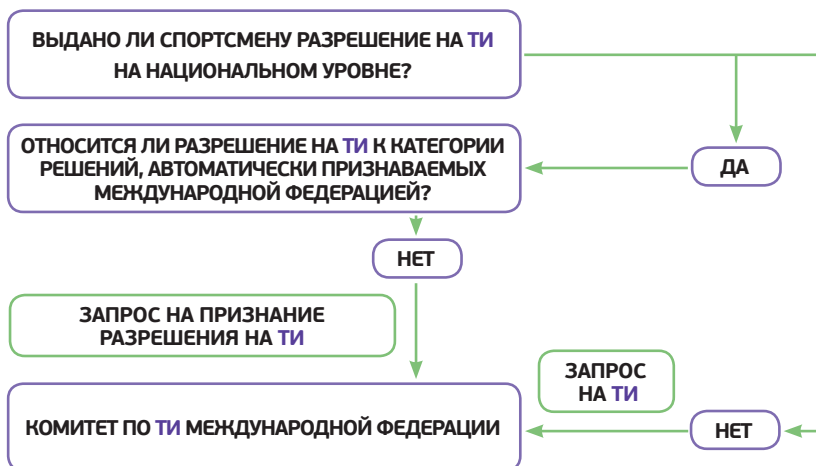 ВЫДАНО ЛИ СПОРТСМЕНУ РАЗРЕШЕНИЕ НА ТИ
НА НАЦИОНАЛЬНОМ УРОВНЕ?
ОТНОСИТСЯ ЛИ РАЗРЕШЕНИЕ НА ТИ К КАТЕГОРИИ
РЕШЕНИЙ, АВТОМАТИЧЕСКИ ПРИЗНАВАЕМЫХ
МЕЖДУНАРОДНОЙ ФЕДЕРАЦИЕЙ?
ДА
НЕТ
ЗАПРОС НА ПРИЗНАНИЕ
РАЗРЕШЕНИЯ НА ТИ
ЗАПРОС
НА ТИ
КОМИТЕТ ПО ТИ МЕЖДУНАРОДНОЙ ФЕДЕРАЦИИ
НЕТ